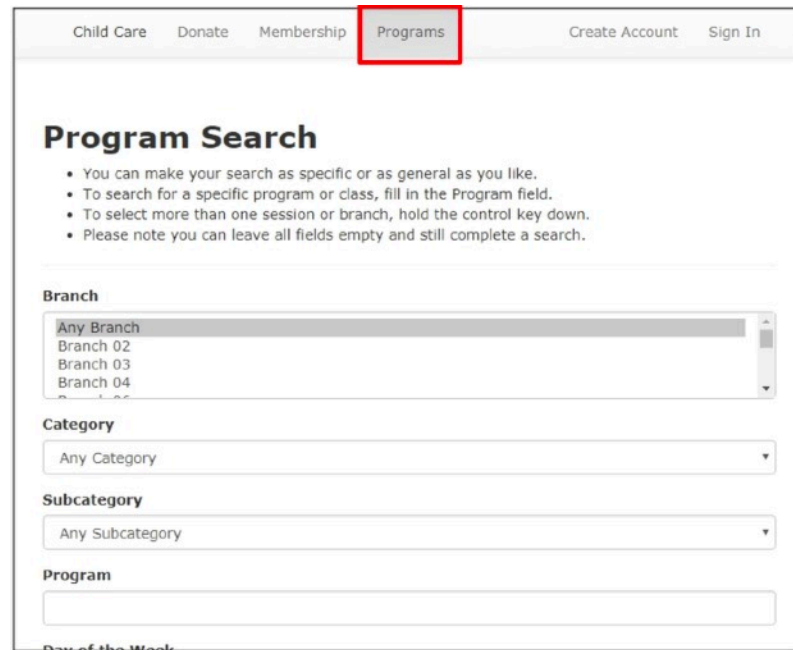 Child Care Donate Membership Programs Create Account Sign In
Program Search
• You can make your search as specific or as general as you like.
• To search for a specific program or class, fill in the Program field.
• To select more than one session or branch, hold the control key down.
• Please note you can leave all fields empty and still complete a search.
Branch
Any Branch
Branch 02
Branch 03
Branch 04
Category
Any Category
Subcategory
Any Subcategory
Program
Day of the Week